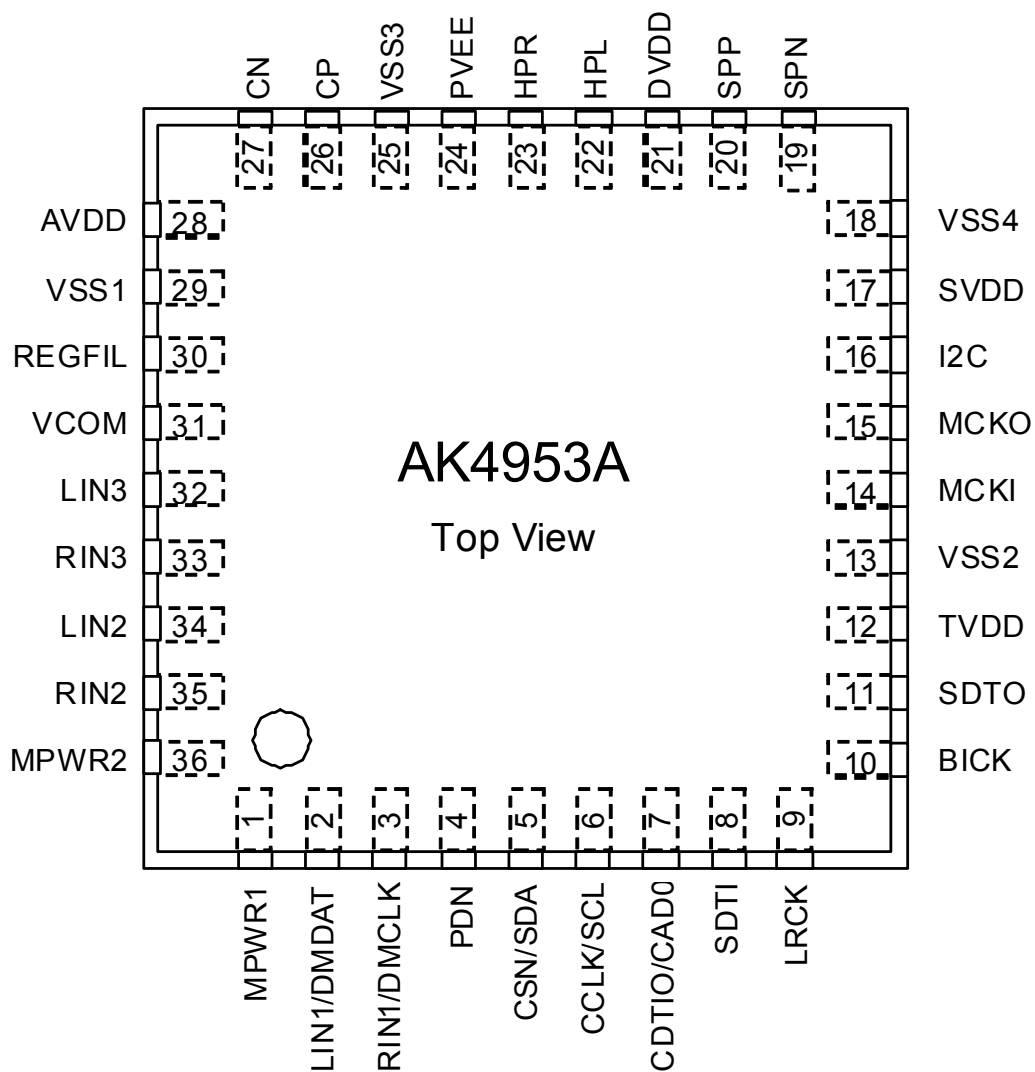 CN
CP
VSS3
PVEE
HPR
HPL
DVDD
SPP
SPN
27
26
25
24
23
22
21
20
19
AVDD 28
VSS1 29
REGFIL 30
VCOM 31
LIN3 32
RIN3 33
LIN2 34
RIN2 35
MPWR2 36
AK4953A
Top View
18 VSS4
17 SVDD
16 I2C
15 MCKO
14 MCKI
13 VSS2
12 TVDD
11 SDTO
10 BICK
1
2
3
4
5
6
7
8
9
MPWR1
LIN1/DMDAT
RIN1/DMCLK
PDN
CSN/SDA
CCLK/SCL
CDTIO/CAD0
SDTI
LRCK